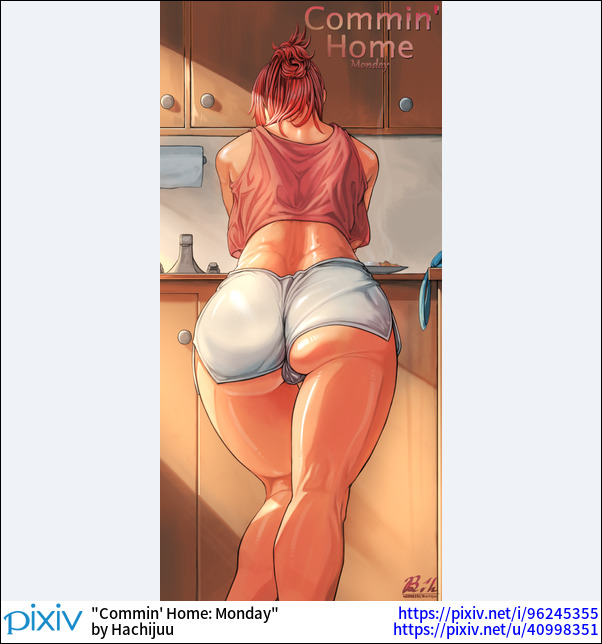 Commin'
Home
Monday
pixiv
"Commin' Home: Monday"
by Hachijuu
https://pixiv.net/i/96245355
https://pixiv.net/u/40998351